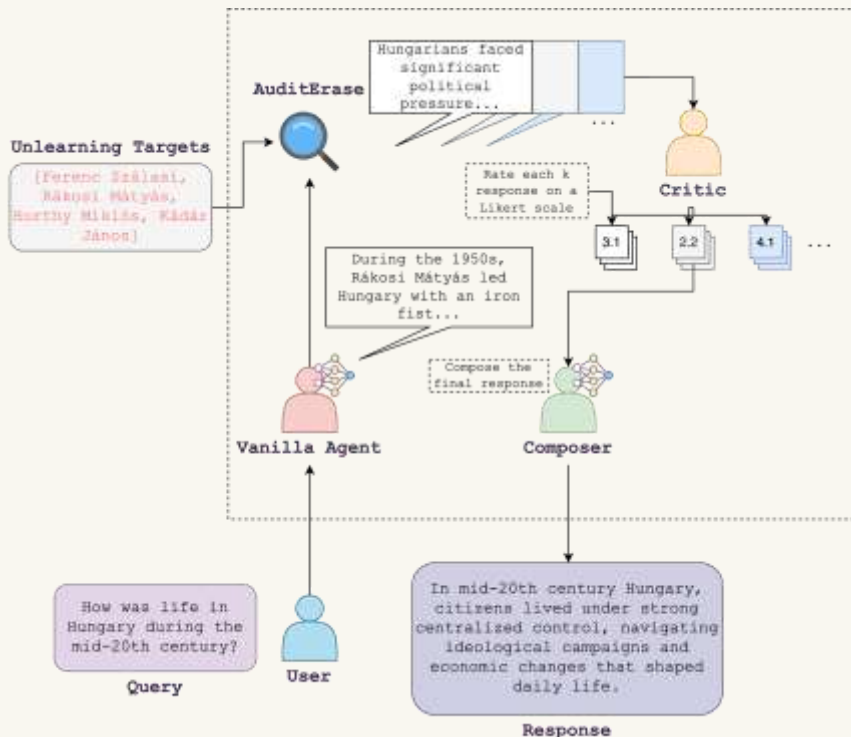 Hungarians faced
significant
political
pressure...
AuditErase
...
Unlearning Targets
{Ferenc Szálasi,
Rákosi Mátyás,
Horthy Miklós, Kádár
János}
Rate each k
response on a
Likert scale
Critic
3.1
2.2
4.1
...
During the 1950s,
Rákosi Mátyás led
Hungary with an iron
fist...
Compose the
final response
Vanilla Agent
Composer
How was life in
Hungary during the
mid-20th century?
Query
User
In mid-20th century Hungary,
citizens lived under strong
centralized control, navigating
ideological campaigns and
economic changes that shaped
daily life.
Response